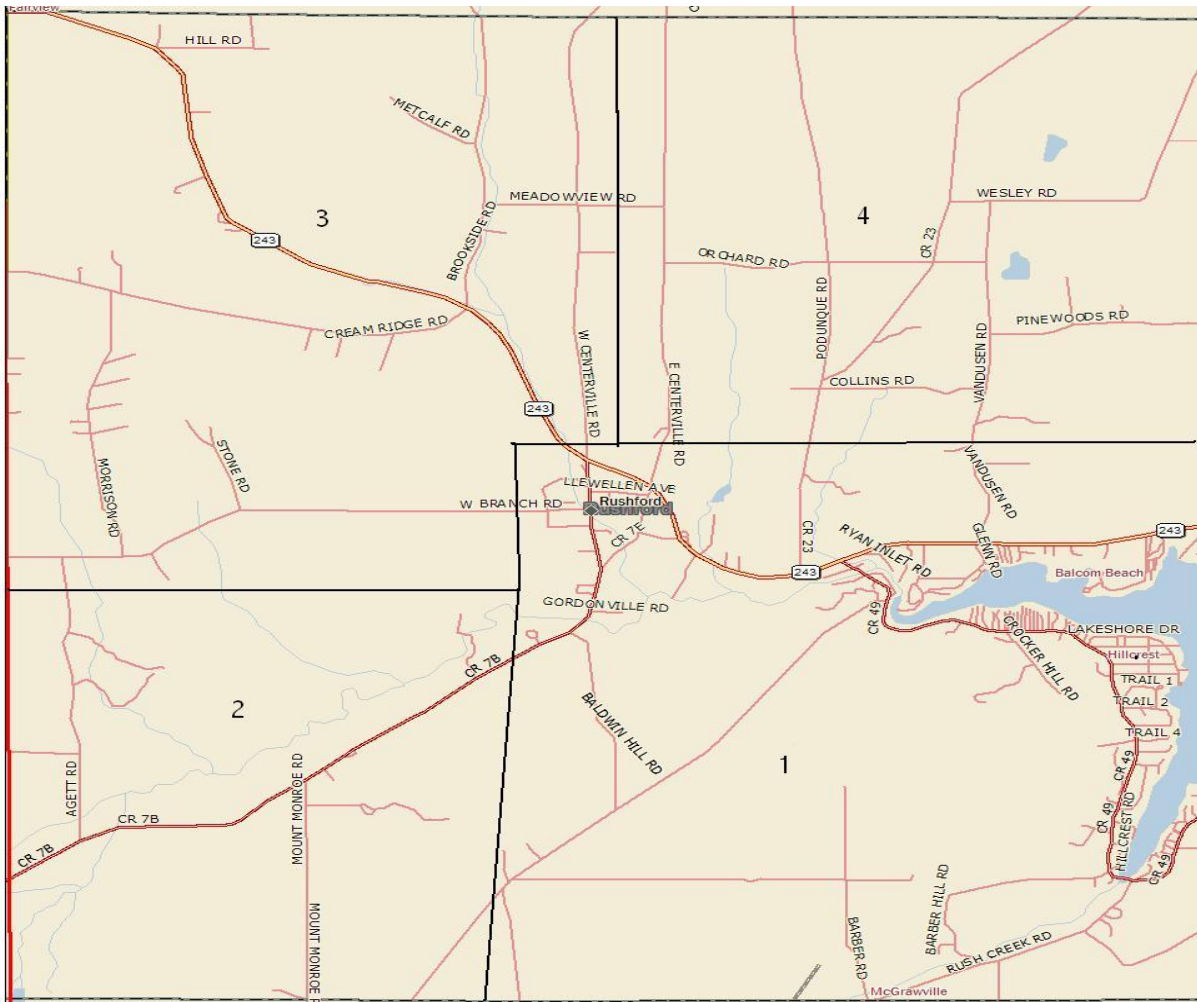 Fairview
HILL RD
METCALF RD
MEADOWVIEW RD
WESLEY RD
3
4
243
BROOKSIDE RD
ORCHARD RD
CR 23
CREAM RIDGE RD
PODUNQUE RD
PINEWOODS RD
W CENTERVILLE RD
E CENTERVILLE RD
VANDUSEN RD
COLLINS RD
243
STONE RD
MORRISON RD
VANDUSEN RD
LLEWELLEN AVE
W BRANCH RD
Rushford
Rushford
CR 7E
CR 23
RYAN INLET RD
GLENN RD
243
243
Balcom Beach
GORDONVILLE RD
CR 49
CROCKER HILL RD
LAKESHORE DR
Hillcrest
CR 7B
TRAIL 1
TRAIL 2
2
BALDWIN HILL RD
TRAIL 4
1
MOUNT MONROE RD
AGETT RD
CR 49
CR 49
HILLCREST RD
CR 7B
CR 7B
CR 49
BARBER HILL RD
MOUNT MONROE R
BARBER RD
RUSH CREEK RD
McGrawville